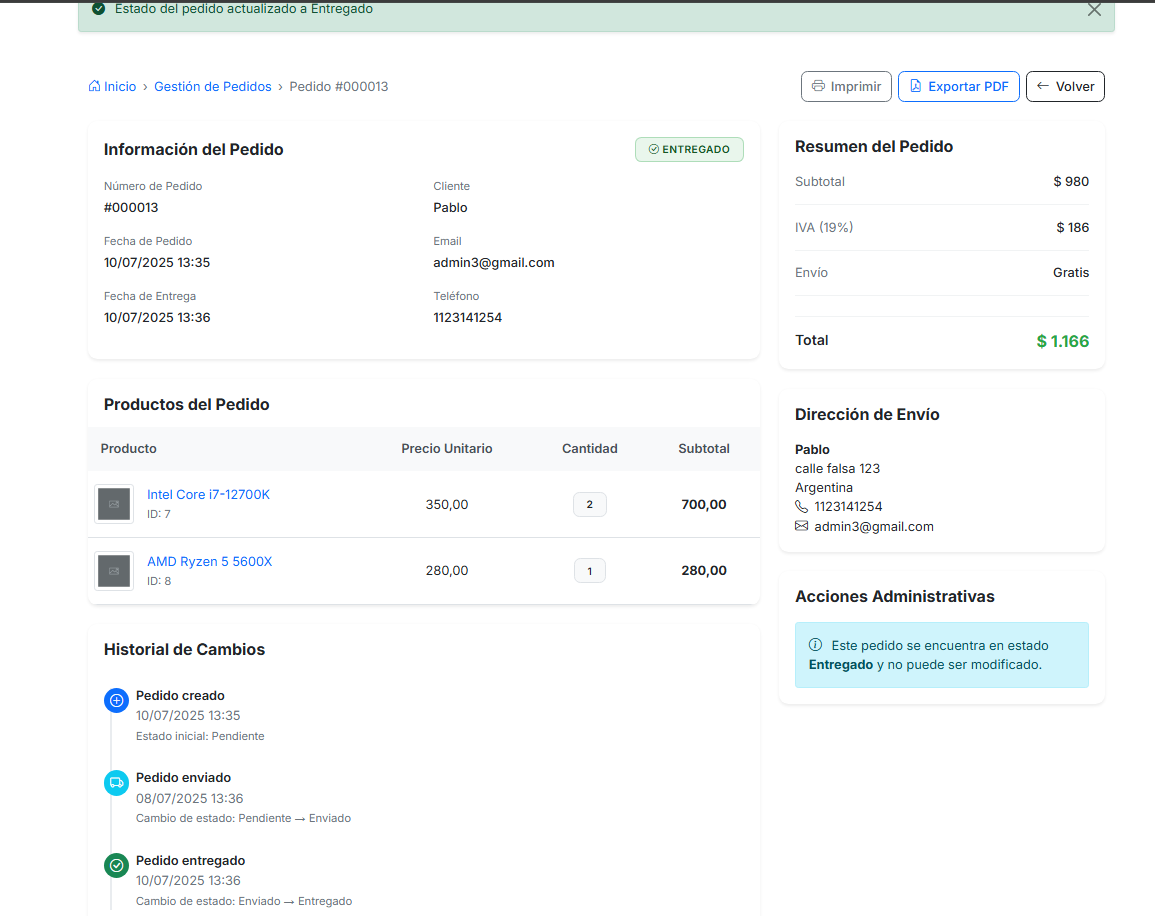 Estado del pedido actualizado a Entregado
Inicio › Gestión de Pedidos › Pedido #000013
Imprimir
Exportar PDF
← Volver
Información del Pedido
ENTREGADO
Número de Pedido
#000013
Cliente
Pablo
Fecha de Pedido
10/07/2025 13:35
Email
admin3@gmail.com
Fecha de Entrega
10/07/2025 13:36
Teléfono
1123141254
Productos del Pedido
Producto Precio Unitario Cantidad Subtotal
Intel Core i7-12700K 350,00 2 700,00
ID: 7
AMD Ryzen 5 5600X 280,00 1 280,00
ID: 8
Historial de Cambios
Pedido creado
10/07/2025 13:35
Estado inicial: Pendiente
Pedido enviado
08/07/2025 13:36
Cambio de estado: Pendiente → Enviado
Pedido entregado
10/07/2025 13:36
Cambio de estado: Enviado → Entregado
Resumen del Pedido
Subtotal $ 980
IVA (19%) $ 186
Envío Gratis
Total $ 1.166
Dirección de Envío
Pablo
calle falsa 123
Argentina
1123141254
admin3@gmail.com
Acciones Administrativas
Este pedido se encuentra en estado
Entregado y no puede ser modificado.